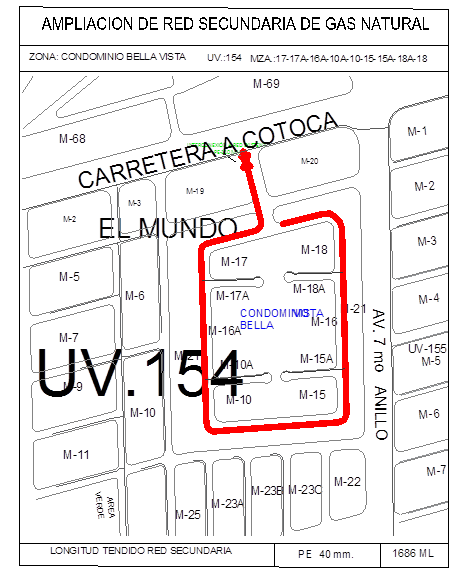 AMPLIACION DE RED SECUNDARIA DE GAS NATURAL
ZONA: CONDOMINIO BELLA VISTA UV.:154 MZA.:17-17A-16A-10A-10-15-15A-18A-18
M-69
M-68
M-1
CARRETERA A COTOCA
M-20
M-19
M-2
M-3
M-2
EL MUNDO
M-3
M-18
M-17
M-5
M-6
M-17A
M-18A
M-4
CONDOMINIO VISTA
BELLA
M-16
M-21
M-16A
AV. 7 mo ANILLO
M-7
UV-155
M-5
M-21
M-10A
M-15A
UV.154
M-9
M-10
M-15
M-10
M-6
M-11
M-7
M-22
M-23B
M-23C
M-23A
AREA
VERDE
M-25
LONGITUD TENDIDO RED SECUNDARIA
PE 40 mm.
1686 ML